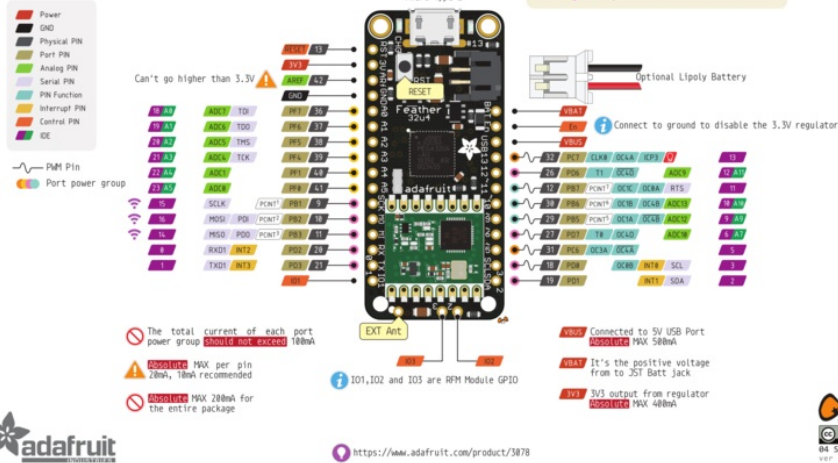 Power
GND
Physical PIN
Port PIN
Analog PIN
Serial PIN
PIN Function
Interrupt PIN
Control PIN
IDE
PWM Pin
Port power group
Can't go higher than 3.3V
RESET 13
3V3
AREF 42
GND
18 A0 ADC7 TDI PF7 36
19 A1 ADC6 TDO PF6 37
20 A2 ADC5 TMS PF5 38
21 A3 ADC4 TCK PF4 39
22 A4 ADC1 PF1 40
23 A5 ADC0 PF0 41
15 SCLK PCINT1 PB1 9
16 MOSI PDI PCINT2 PB2 10
14 MISO PDO PCINT3 PB3 11
0 RXD1 INT2 PD2 20
1 TXD1 INT3 PD3 21
IO1
#13
RST
RESET
Feather
32u4
adafruit
EXT Ant
IO3
IO2
Optional Lipoly Battery
VBAT
En
Connect to ground to disable the 3.3V regulator
VBUS
32 PC7 CLK0 OC4A ICP3 13
26 PD6 T1 OC4D ADC9 12 A11
12 PB7 OC1C OC0A RTS 11
30 PB6 OC1B OC4B ADC13 10 A10
29 PB5 OC1A OC4B ADC12 9 A9
27 PD7 T0 OC4D ADC10 6 A7
31 PC6 OC3A OC4A 5
18 PD0 OC0B INT0 SCL 3
19 PD1 INT1 SDA 2
The total current of each port
power group should not exceed 100mA
Absolute MAX per pin
20mA, 10mA recommended
Absolute MAX 200mA for
the entire package
IO1,IO2 and IO3 are RFM Module GPIO
VBUS Connected to 5V USB Port
Absolute MAX 500mA
VBAT It's the positive voltage
from to JST Batt jack
3V3 3V3 output from regulator
Absolute MAX 400mA
adafruit
https://www.adafruit.com/product/3078
cc